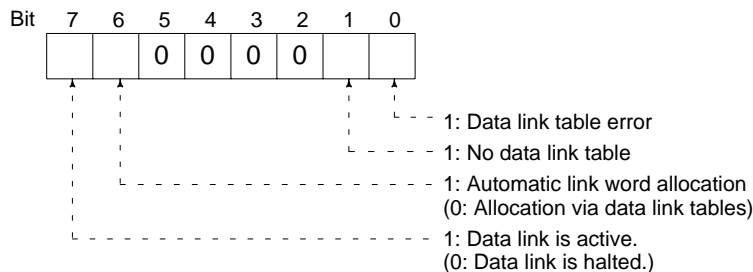 Bit 7 6 5 4 3 2 1 0
0 0 0 0
1: Data link table error
1: No data link table
1: Automatic link word allocation
(0: Allocation via data link tables)
1: Data link is active.
(0: Data link is halted.)